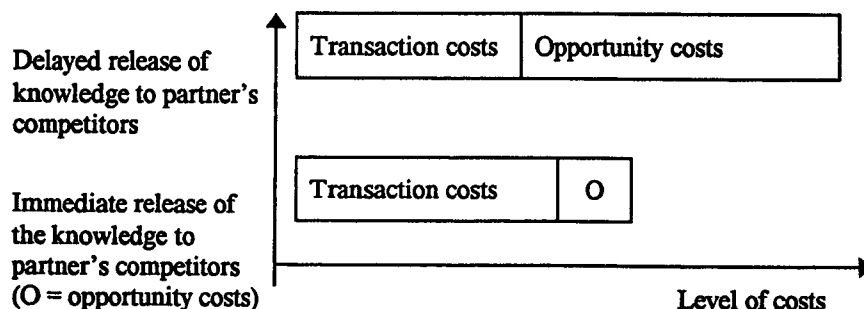 Delayed release of
knowledge to partner's
competitors
Transaction costs
Opportunity costs
Immediate release of
the knowledge to
partner's competitors
(O = opportunity costs)
Transaction costs
O
Level of costs